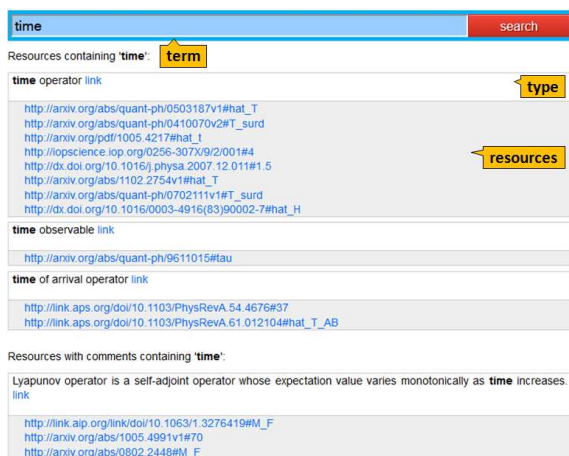 time search
Resources containing 'time': term
time operator link
type
http://arxiv.org/abs/quant-ph/0503187v1#hat_T
http://arxiv.org/abs/quant-ph/0410070v2#T_surd
http://arxiv.org/pdf/1005.4217#hat_t
http://iopscience.iop.org/0256-307X/9/2/001#4
resources
http://dx.doi.org/10.1016/j.physa.2007.12.011#1.5
http://arxiv.org/abs/1102.2754v1#hat_T
http://arxiv.org/abs/quant-ph/0702111v1#T_surd
http://dx.doi.org/10.1016/0003-4916(83)90002-7#hat_H
time observable link
http://arxiv.org/abs/quant-ph/9611015#tau
time of arrival operator link
http://link.aps.org/doi/10.1103/PhysRevA.54.4676#37
http://link.aps.org/doi/10.1103/PhysRevA.61.012104#hat_T_AB
Resources with comments containing 'time':
Lyapunov operator is a self-adjoint operator whose expectation value varies monotonically as time increases.
link
http://link.aip.org/link/doi/10.1063/1.3276419#M_F
http://arxiv.org/abs/1005.4991v1#70
http://arxiv.org/abs/0802.2448#M_F